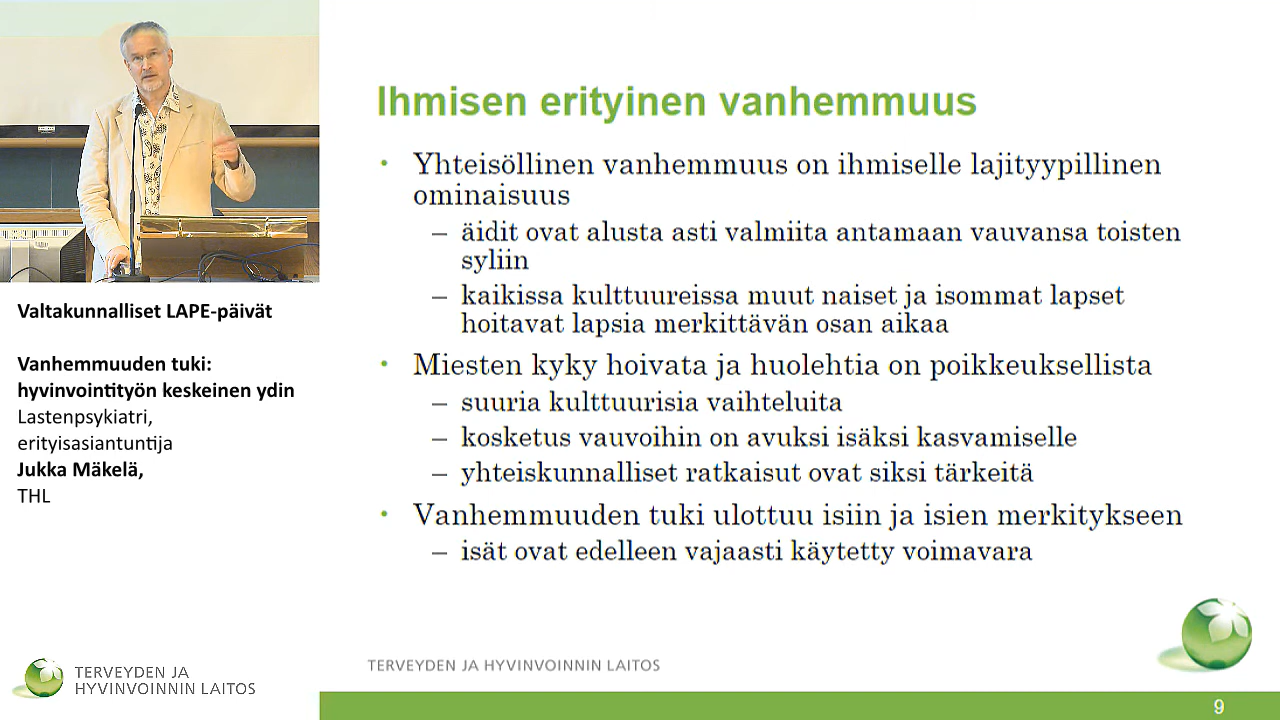 Valtakunnalliset LAPE-päivät
Vanhemmuuden tuki:
hyvinvointityön keskeinen ydin
Lastenpsykiatri,
erityisasiantuntija
Jukka Mäkelä,
THL
TERVEYDEN JA
HYVINVOINNIN LAITOS
Ihmisen erityinen vanhemmuus
• Yhteisöllinen vanhemmuus on ihmiselle lajityypillinen
ominaisuus
– äidit ovat alusta asti valmiita antamaan vauvansa toisten
syliin
– kaikissa kulttuureissa muut naiset ja isommat lapset
hoitavat lapsia merkittävän osan aikaa
• Miesten kyky hoivata ja huolehtia on poikkeuksellista
– suuria kulttuurisia vaihteluita
– kosketus vauvoihin on avuksi isäksi kasvamiselle
– yhteiskunnalliset ratkaisut ovat siksi tärkeitä
• Vanhemmuuden tuki ulottuu isiin ja isien merkitykseen
– isät ovat edelleen vajaasti käytetty voimavara
TERVEYDEN JA HYVINVOINNIN LAITOS
9